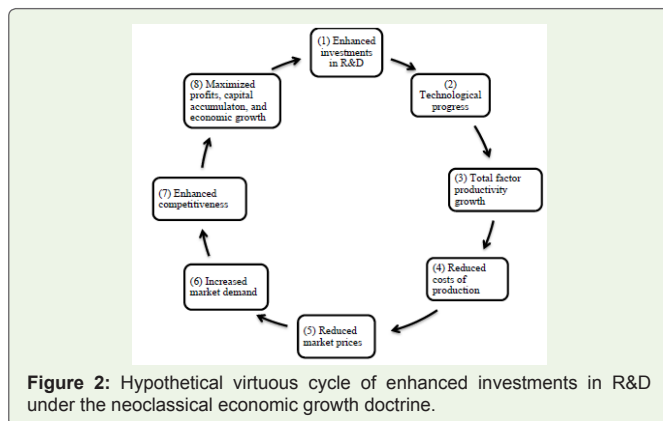 (1) Enhanced
investments
in R&D
(2)
Technological
progress
(3) Total factor
productivity
growth
(4) Reduced
costs of
production
(5) Reduced
market prices
(6) Increased
market demand
(7) Enhanced
competitiveness
(8) Maximized
profits, capital
accumulaton, and
economic growth
Figure 2: Hypothetical virtuous cycle of enhanced investments in R&D
under the neoclassical economic growth doctrine.